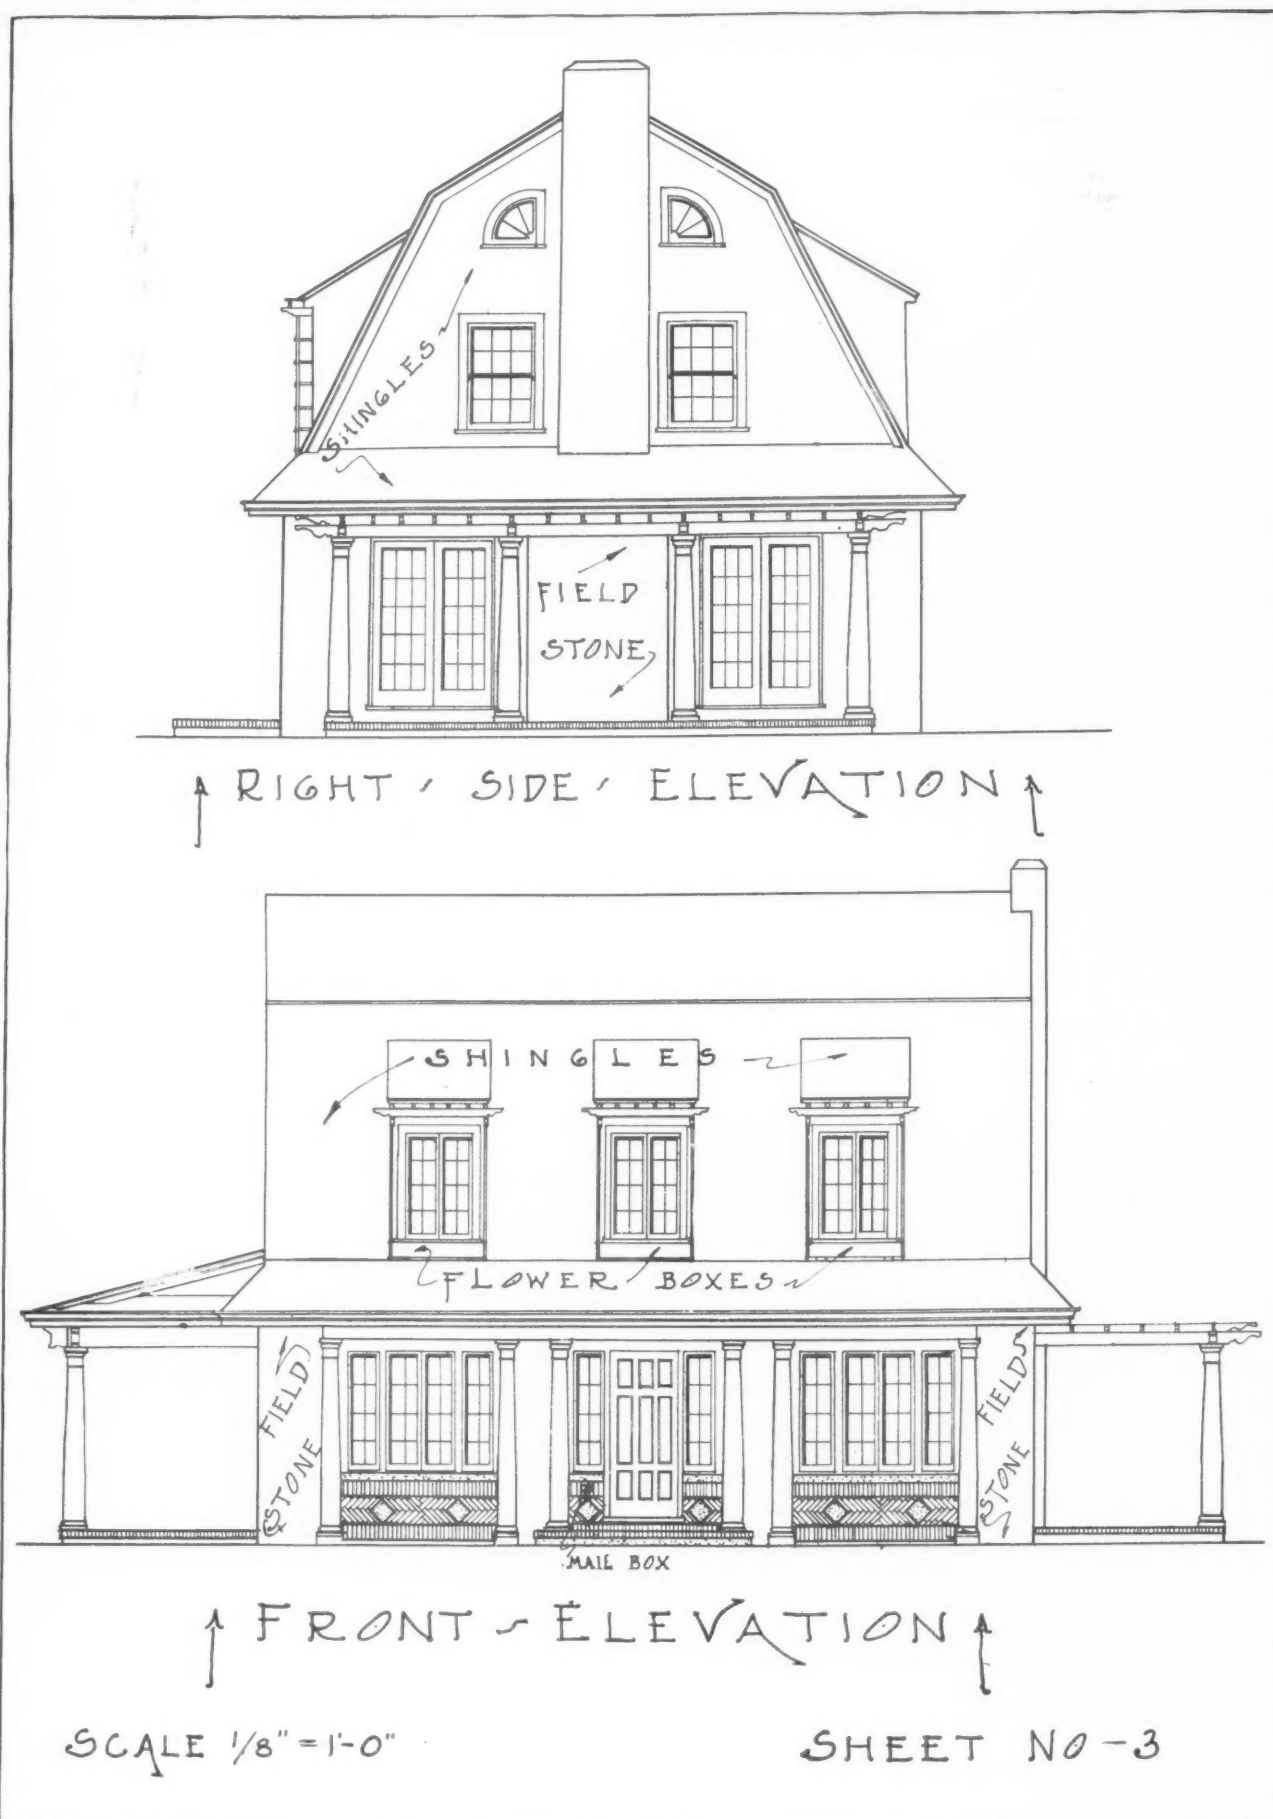 SHINGLES
FIELD
STONE
RIGHT - SIDE - ELEVATION
SHINGLES
FLOWER BOXES
FIELD
STONE
FIELD
STONE
MAIL BOX
FRONT - ELEVATION
SCALE 1/8" = 1'-0"
SHEET NO - 3